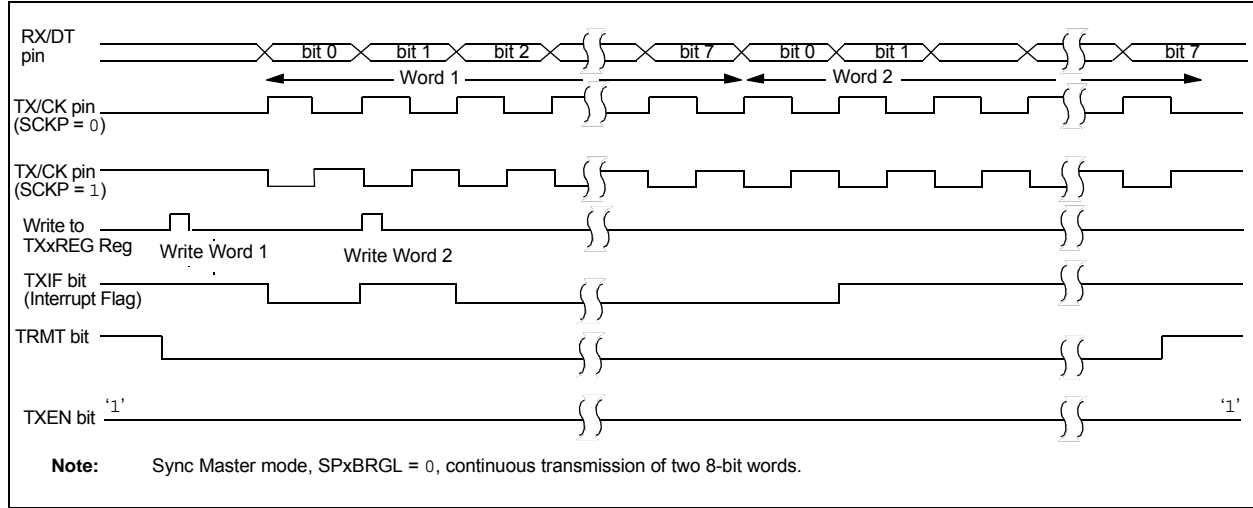 RX/DT
pin
bit 0 bit 1 bit 2 bit 7 bit 0 bit 1 bit 7
Word 1 Word 2
TX/CK pin
(SCKP = 0)
TX/CK pin
(SCKP = 1)
Write to
TXxREG Reg
Write Word 1 Write Word 2
TXIF bit
(Interrupt Flag)
TRMT bit
TXEN bit
‘1’ ‘1’
Note: Sync Master mode, SPxBRGL = 0, continuous transmission of two 8-bit words.